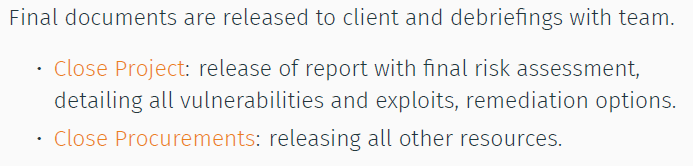 Final documents are released to client and debriefings with team.
• Close Project: release of report with final risk assessment,
detailing all vulnerabilities and exploits, remediation options.
• Close Procurements: releasing all other resources.